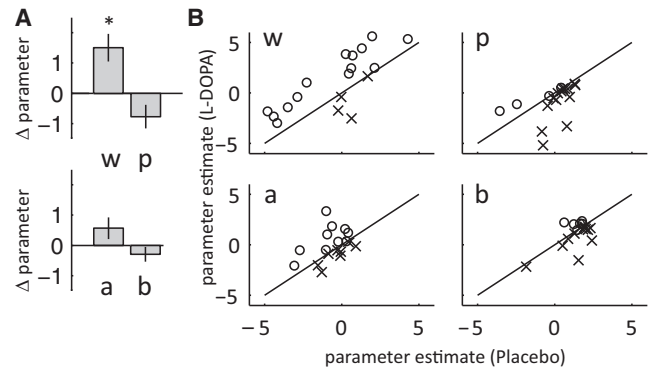 A
B
*
Δ parameter
1
0
−1
w p
Δ parameter
1
0
−1
a b
parameter estimate (L-DOPA)
w
5
0
−5
p
a
5
0
−5
−5 0 5
b
−5 0 5
parameter estimate (Placebo)